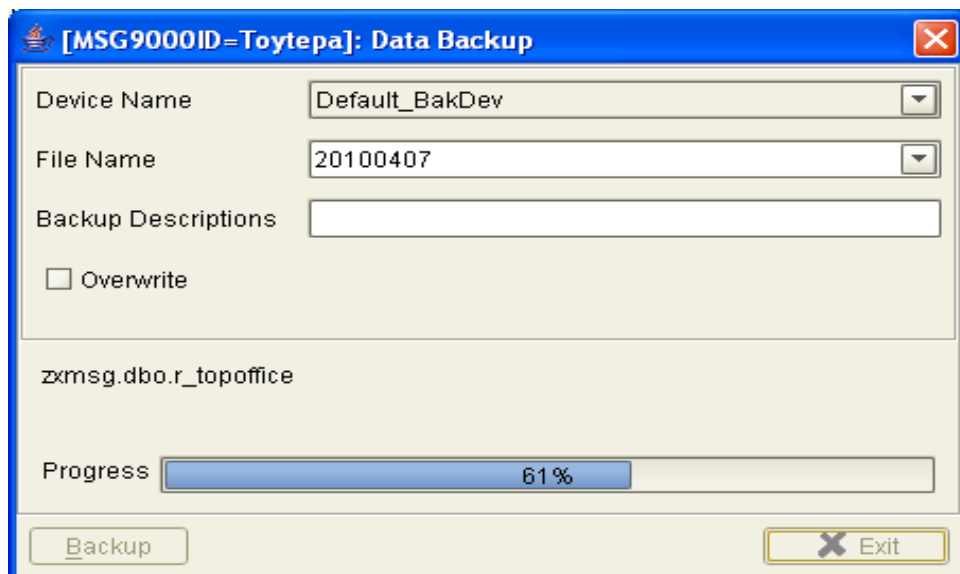 [MSG9000ID=Toytepa]: Data Backup
Device Name Default_BakDev
File Name 20100407
Backup Descriptions
Overwrite
zxmsg.dbo.r_topoffice
Progress 61%
Backup Exit